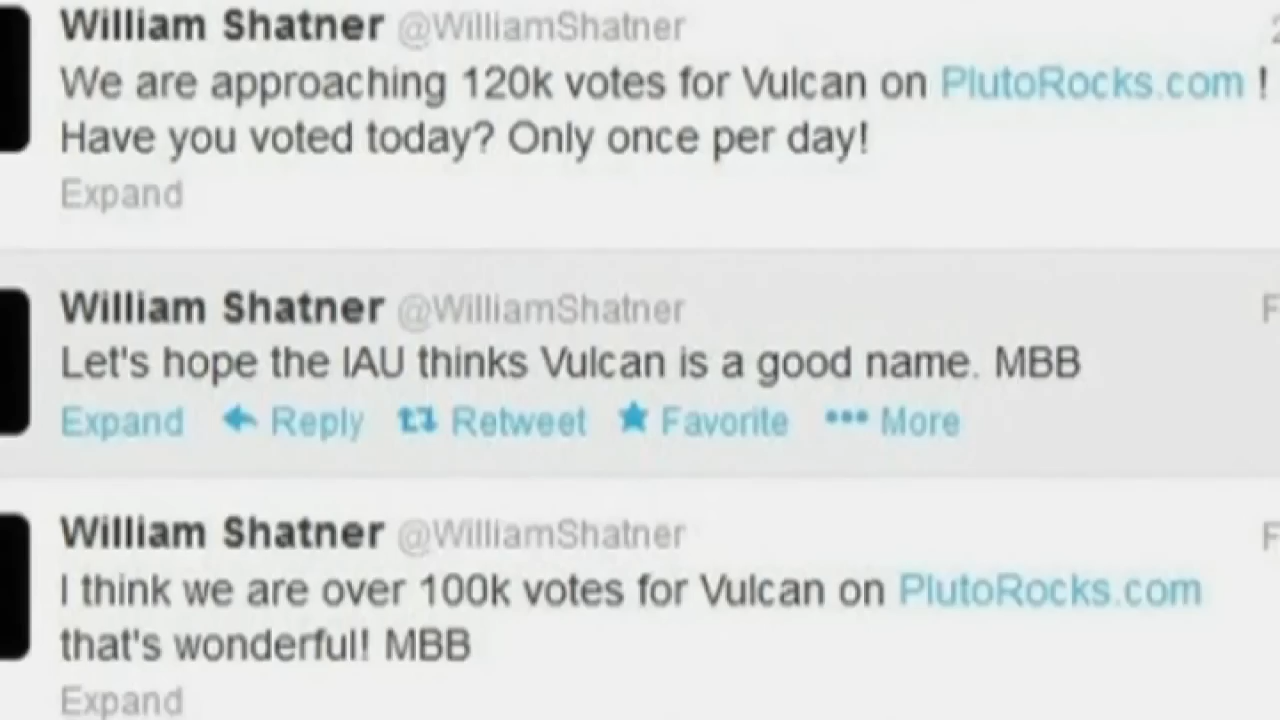 William Shatner @WilliamShatner
We are approaching 120k votes for Vulcan on PlutoRocks.com !
Have you voted today? Only once per day!
Expand
William Shatner @WilliamShatner
Let's hope the IAU thinks Vulcan is a good name. MBB
Expand Reply Retweet Favorite More
William Shatner @WilliamShatner
I think we are over 100k votes for Vulcan on PlutoRocks.com
that's wonderful! MBB
Expand